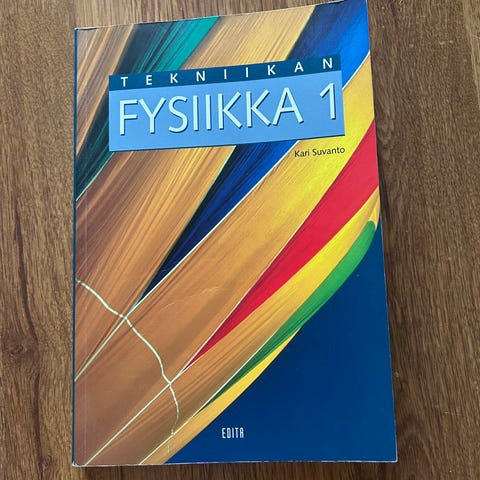 TEKNIIKAN
FYSIIKKA 1
Kari Suvanto
EDITA